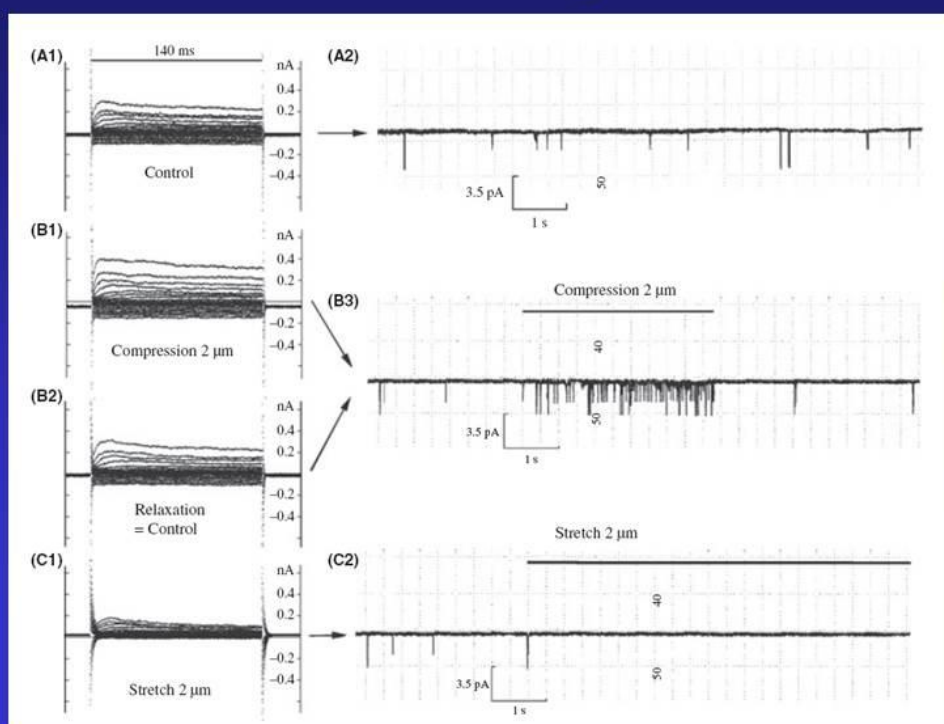 (A1)
140 ms
nA
0.4
0.2
−0.2
−0.4
Control
(A2)
3.5 pA
1 s
50
(B1)
nA
0.4
0.2
−0.2
−0.4
Compression 2 μm
(B2)
nA
0.4
0.2
−0.2
−0.4
Relaxation
= Control
(B3)
Compression 2 μm
40
50
3.5 pA
1 s
(C1)
nA
0.4
0.2
−0.2
−0.4
Stretch 2 μm
(C2)
Stretch 2 μm
40
50
3.5 pA
1 s